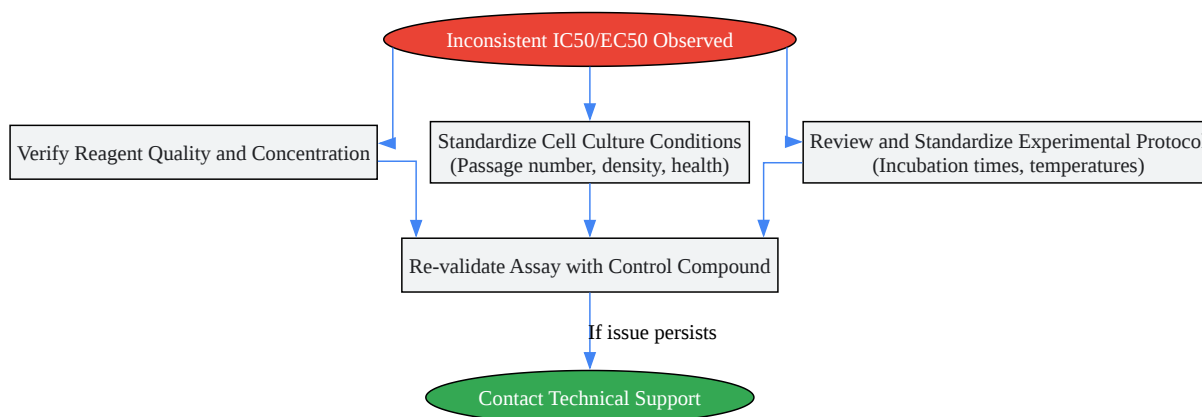 Inconsistent IC50/EC50 Observed
Verify Reagent Quality and Concentration
Standardize Cell Culture Conditions
(Passage number, density, health)
Review and Standardize Experimental Protocol
(Incubation times, temperatures)
Re-validate Assay with Control Compound
If issue persists
Contact Technical Support